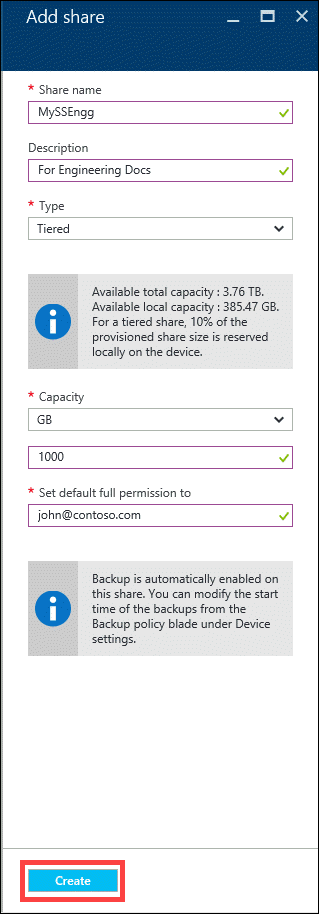 Add share
* Share name
MySSEngg
Description
For Engineering Docs
* Type
Tiered
Available total capacity : 3.76 TB.
Available local capacity : 385.47 GB.
For a tiered share, 10% of the
provisioned share size is reserved
locally on the device.
* Capacity
GB
1000
* Set default full permission to
john@contoso.com
Backup is automatically enabled on
this share. You can modify the start
time of the backups from the
Backup policy blade under Device
settings.
Create